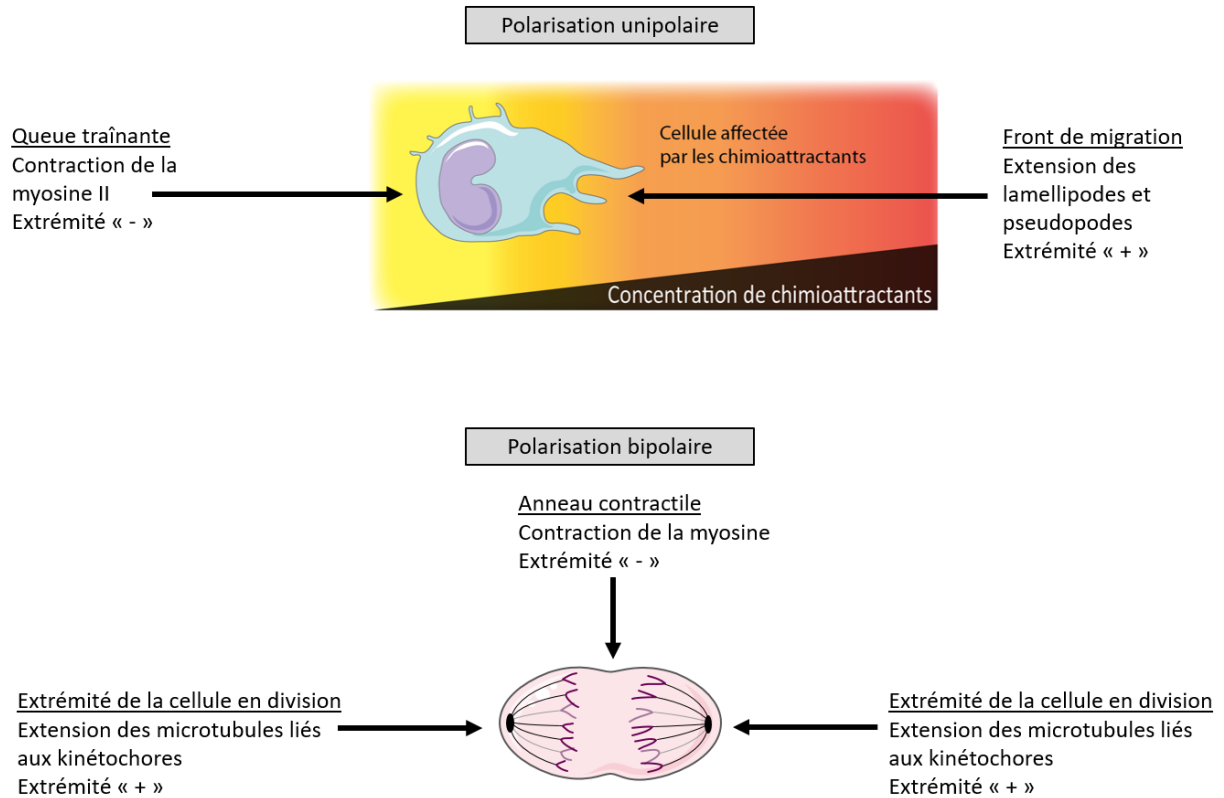 Polarisation unipolaire
Queue traînante
Contraction de la
myosine II
Extrémité « - »
Cellule affectée
par les chimioattractants
Front de migration
Extension des
lamellipodes et
pseudopodes
Extrémité « + »
Concentration de chimioattractants
Polarisation bipolaire
Anneau contractile
Contraction de la myosine
Extrémité « - »
Extrémité de la cellule en division
Extension des microtubules liés
aux kinétochores
Extrémité « + »
Extrémité de la cellule en division
Extension des microtubules liés
aux kinétochores
Extrémité « + »